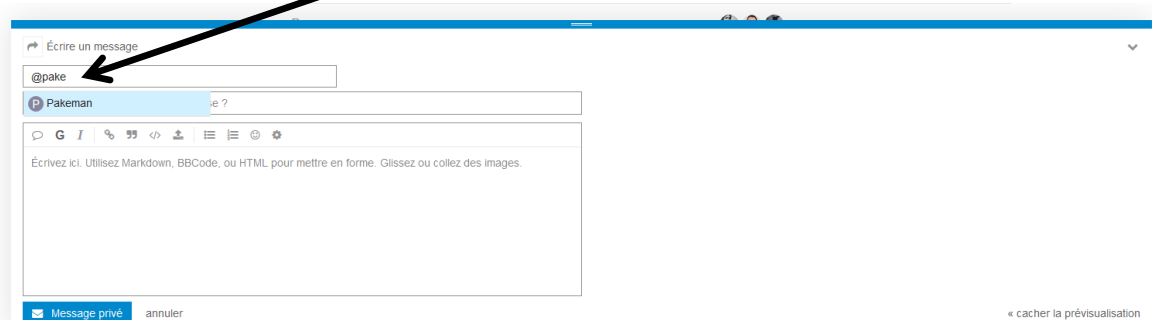 Écrire un message
@pake
P Pakeman se ?
G I
Écrivez ici. Utilisez Markdown, BBCode, ou HTML pour mettre en forme. Glissez ou collez des images.
Message privé annuler « cacher la prévisualisation